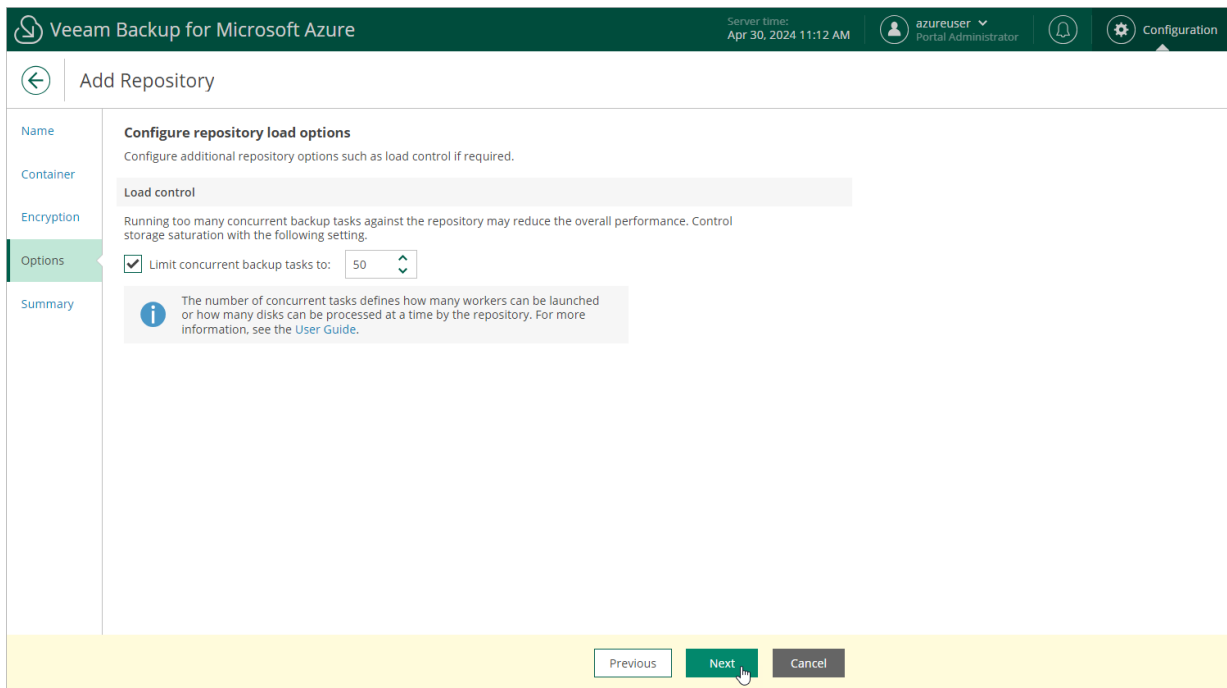 Veeam Backup for Microsoft Azure
Server time:
Apr 30, 2024 11:12 AM
azureuser
Portal Administrator
Configuration
Add Repository
Name
Container
Encryption
Options
Summary
Configure repository load options
Configure additional repository options such as load control if required.
Load control
Running too many concurrent backup tasks against the repository may reduce the overall performance. Control
storage saturation with the following setting.
Limit concurrent backup tasks to: 50
The number of concurrent tasks defines how many workers can be launched
or how many disks can be processed at a time by the repository. For more
information, see the User Guide.
Previous Next Cancel